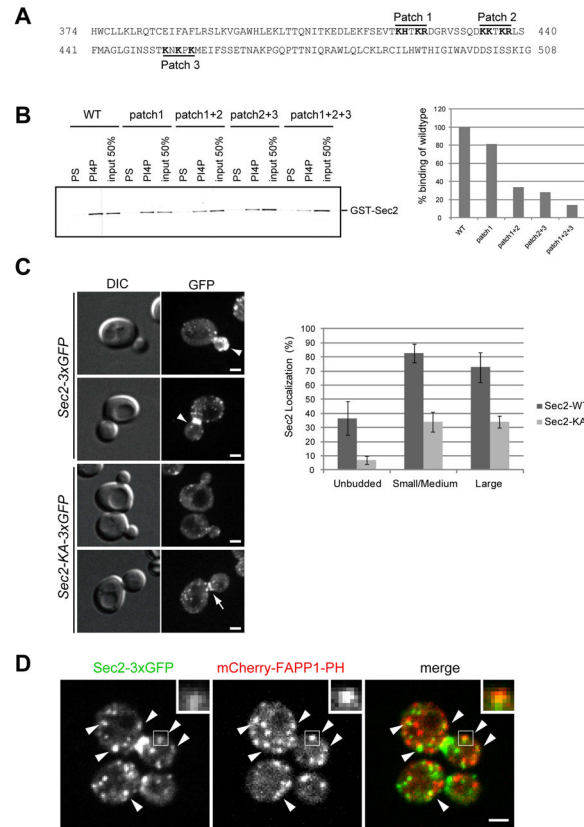 A
Patch 1 Patch 2
374 HWCLLKLRQTCEIFAFLRSLKVGAWHLEKLTTQNITKEDLEKFSEVTKHTKRDGRVSSQDKKTKRLS 440
441 FMAGLGINSSTKNKPKMEIFSSETNAKPGQPTTNIQRAWLQLCKLRCILHWTHIGIWAVDDSISSKIG 508
Patch 3
B
WT patch1 patch1+2 patch2+3 patch1+2+3
PS PI4P input 50% PS PI4P input 50% PS PI4P input 50% PS PI4P input 50% PS PI4P input 50%
GST-Sec2
% binding of wildtype
120
100
80
60
40
20
0
WT patch1 patch1+2 patch2+3 patch1+2+3
C
DIC GFP
Sec2-3xGFP
Sec2-KA-3xGFP
Sec2 Localization (%)
100
90
80
70
60
50
40
30
20
10
0
Unbudded Small/Medium Large
Sec2-WT
Sec2-KA
D
Sec2-3xGFP mCherry-FAPP1-PH merge